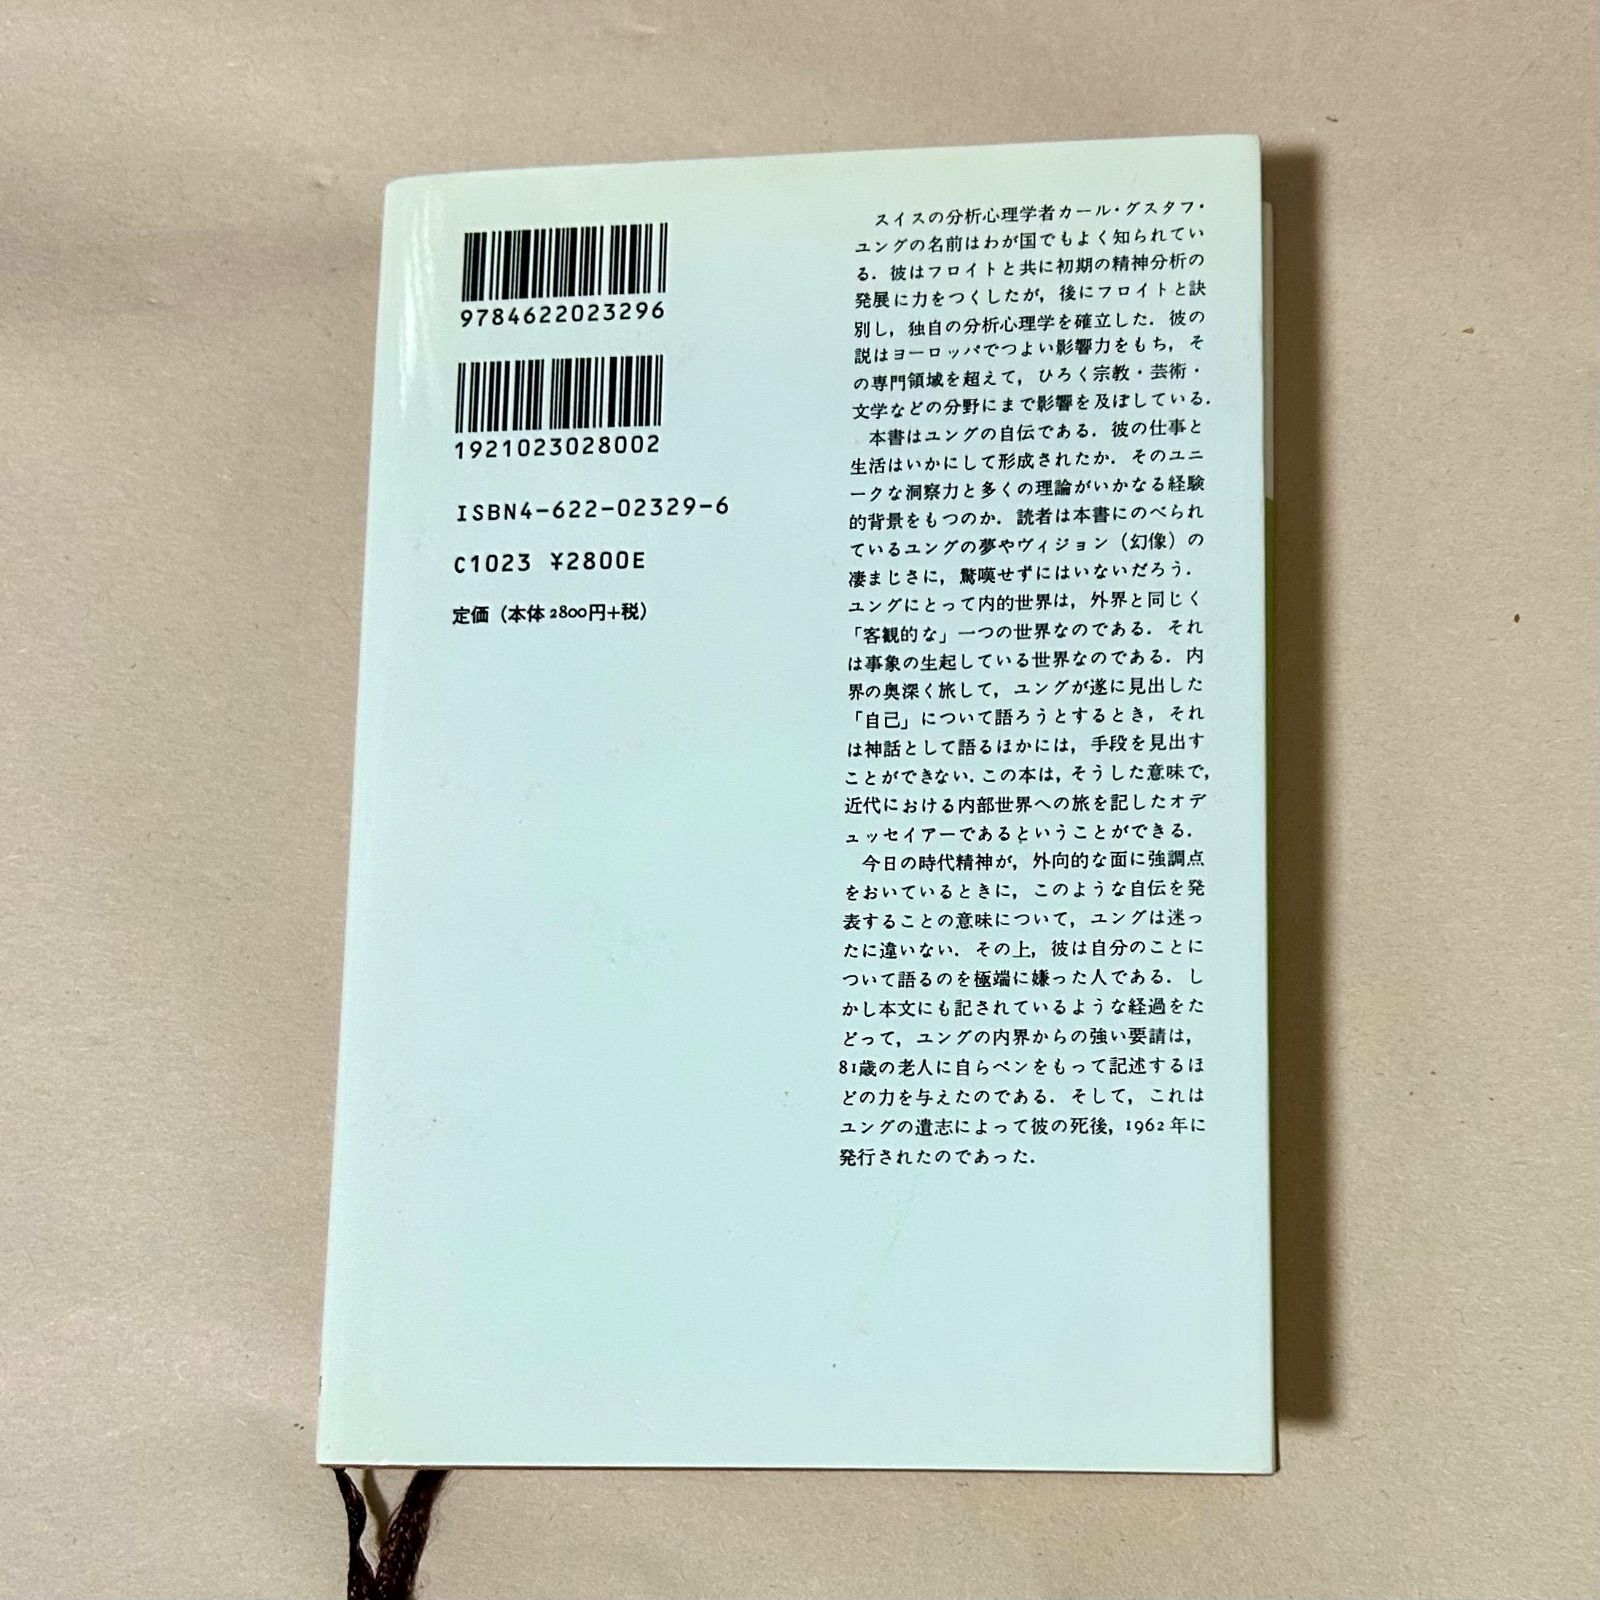 9784622023296
1921023028002
ISBN4-622-02329-6
C1023 ¥2800E
定価（本体2800円+税）
スイスの分析心理学者カール・グスタフ・
ユングの名前はわが国でもよく知られてい
る．彼はフロイトと共に初期の精神分析の
発展に力をつくしたが，後にフロイトと訣
別し，独自の分析心理学を確立した．彼の
説はヨーロッパでつよい影響力をもち，そ
の専門領域を超えて，ひろく宗教・芸術・
文学などの分野にまで影響を及ぼしている．
本書はユングの自伝である．彼の仕事と
生活はいかにして形成されたか．そのユニ
ークな洞察力と多くの理論がいかなる経験
的背景をもつのか．読者は本書にのべられ
ているユングの夢やヴィジョン（幻像）の
凄まじさに，驚嘆せずにはいないだろう．
ユングにとって内的世界は，外界と同じく
「客観的な」一つの世界なのである．それ
は事象の生起している世界なのである．内
界の奥深く旅して，ユングが遂に見出した
「自己」について語ろうとするとき，それ
は神話として語るほかには，手段を見出す
ことができない．この本は，そうした意味で，
近代における内部世界への旅を記したオデ
ュッセイアーであるということができる．
今日の時代精神が，外向的な面に強調点
をおいているときに，このような自伝を発
表することの意味について，ユングは迷っ
たに違いない．その上，彼は自分のことに
ついて語るのを極端に嫌った人である．し
かし本文にも記されているような経過をた
どって，ユングの内界からの強い要請は，
81歳の老人に自らペンをもって記述するほ
どの力を与えたのである．そして，これは
ユングの遺志によって彼の死後，1962年に
発行されたのであった．